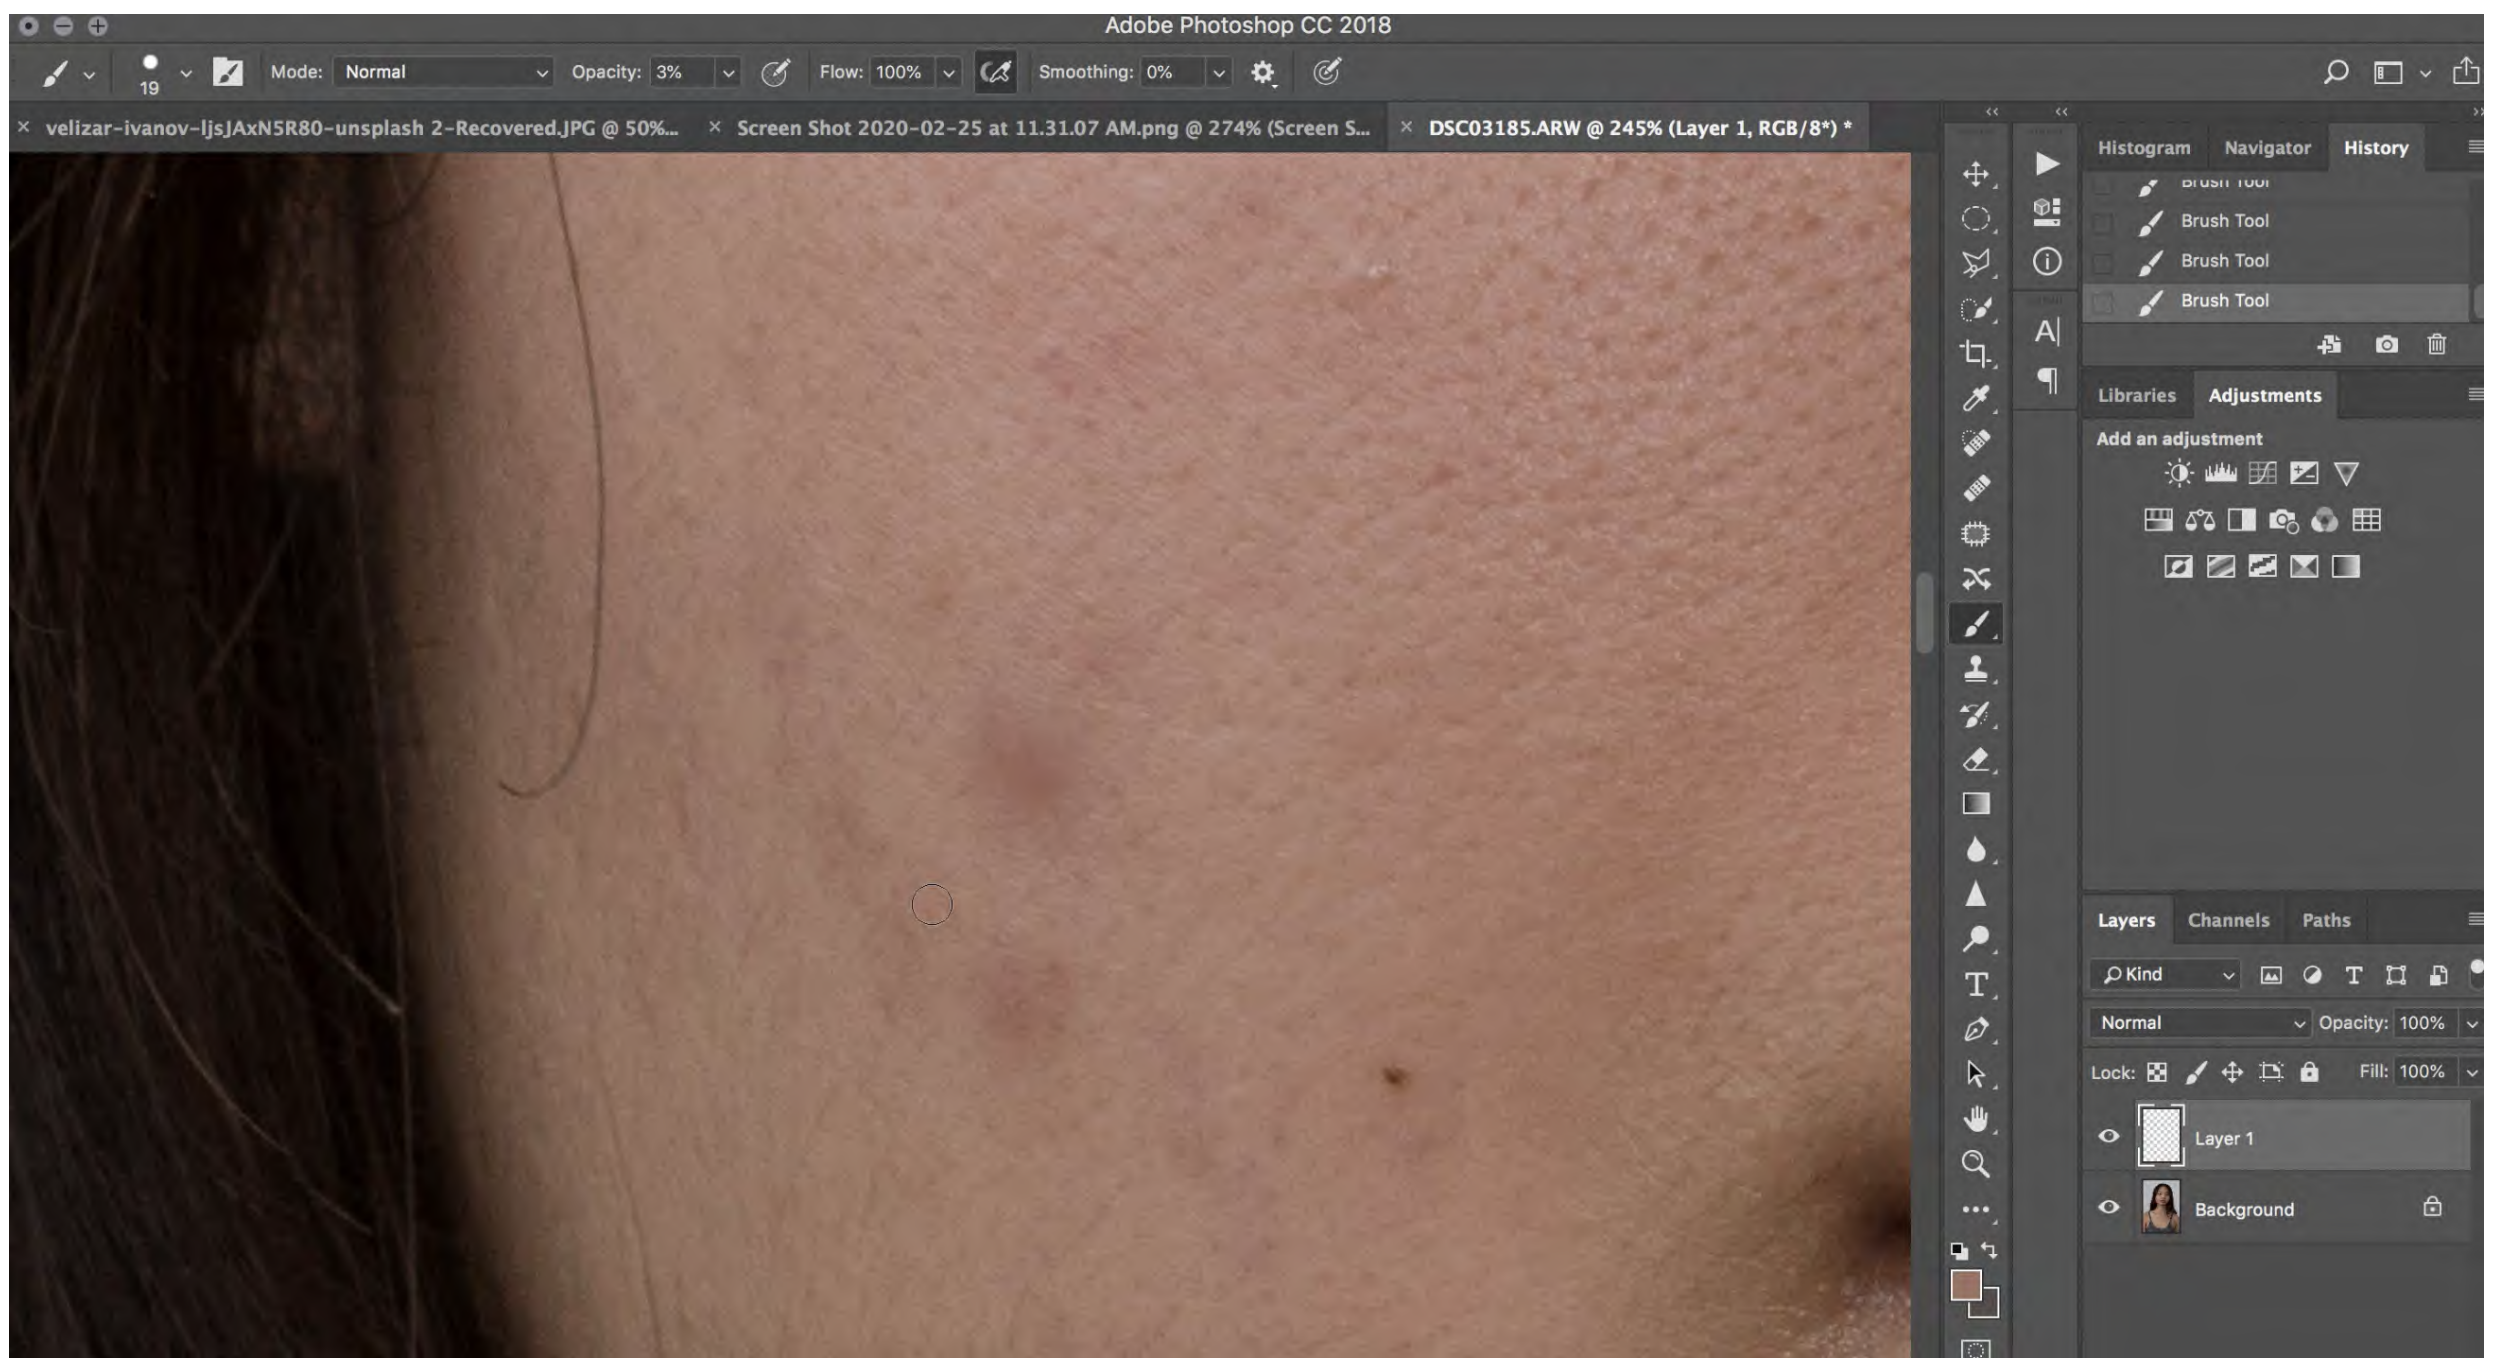 Adobe Photoshop CC 2018
19 Mode: Normal Opacity: 3% Flow: 100% Smoothing: 0%
× velizar-ivanov-ljsJAxN5R80-unsplash 2-Recovered.JPG @ 50%... × Screen Shot 2020-02-25 at 11.31.07 AM.png @ 274% (Screen S... × DSC03185.ARW @ 245% (Layer 1, RGB/8*) *
Histogram Navigator History
Brush Tool
Brush Tool
Brush Tool
Brush Tool
Libraries Adjustments
Add an adjustment
Layers Channels Paths
Kind
Normal Opacity: 100%
Lock: Fill: 100%
Layer 1
Background